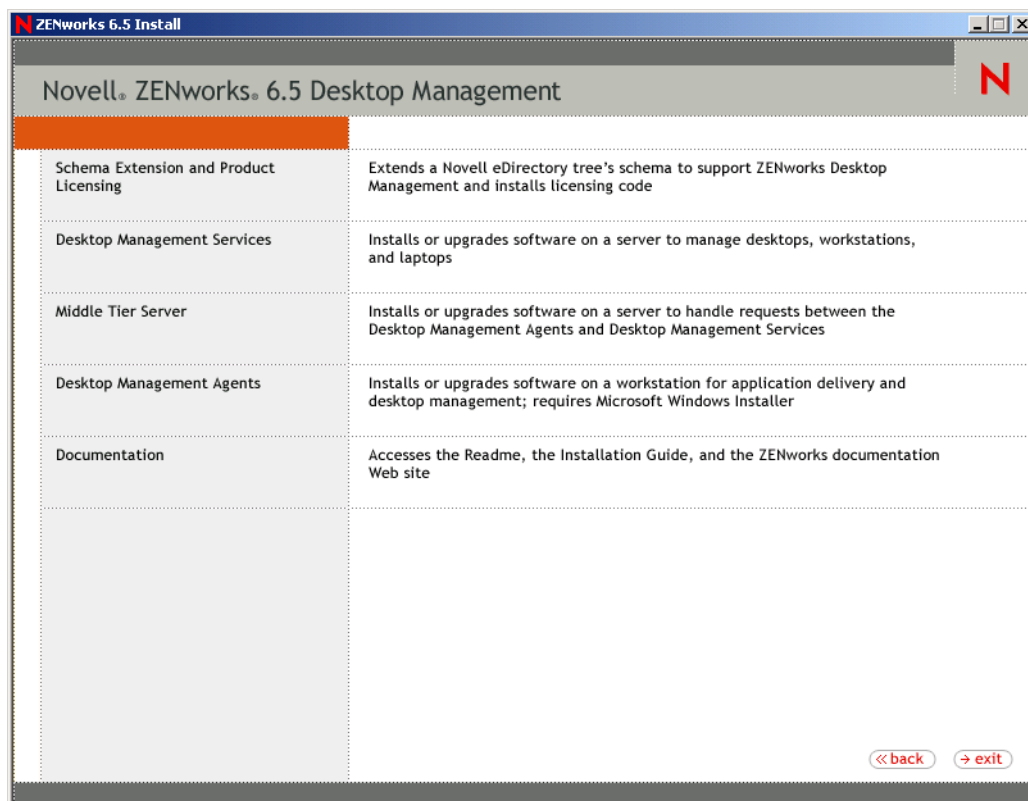 ZENworks 6.5 Install
Novell® ZENworks® 6.5 Desktop Management
N
Schema Extension and Product
Licensing
Extends a Novell eDirectory tree's schema to support ZENworks Desktop
Management and installs licensing code
Desktop Management Services
Installs or upgrades software on a server to manage desktops, workstations,
and laptops
Middle Tier Server
Installs or upgrades software on a server to handle requests between the
Desktop Management Agents and Desktop Management Services
Desktop Management Agents
Installs or upgrades software on a workstation for application delivery and
desktop management; requires Microsoft Windows Installer
Documentation
Accesses the Readme, the Installation Guide, and the ZENworks documentation
Web site
back
exit